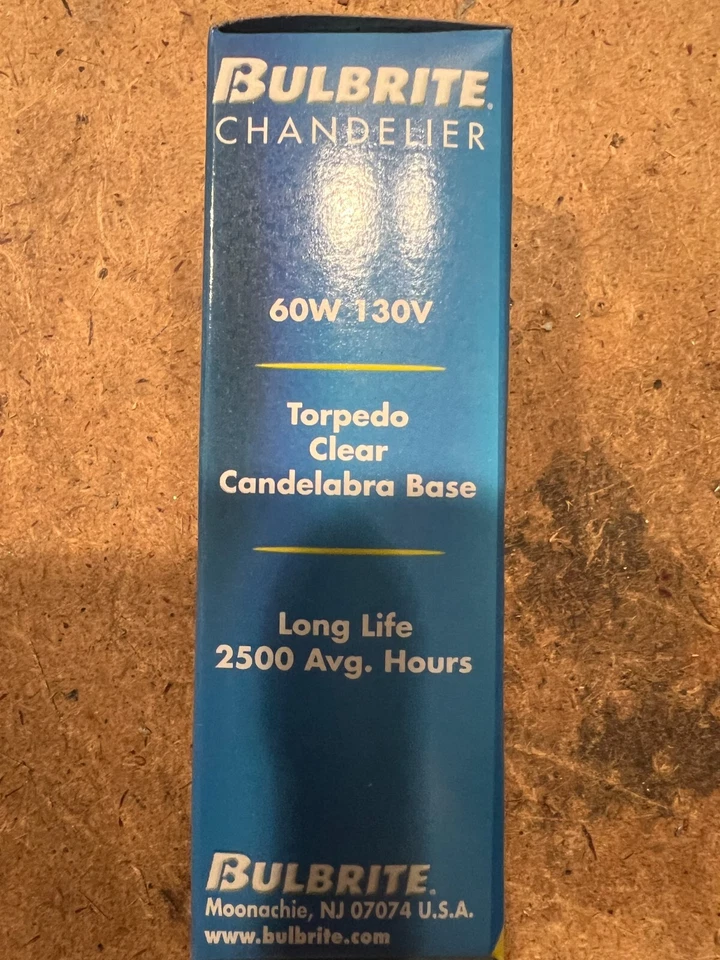 BULBRITE.
CHANDELIER
60W 130V
Torpedo
Clear
Candelabra Base
Long Life
2500 Avg. Hours
BULBRITE.
Moonachie, NJ 07074 U.S.A.
www.bulbrite.com